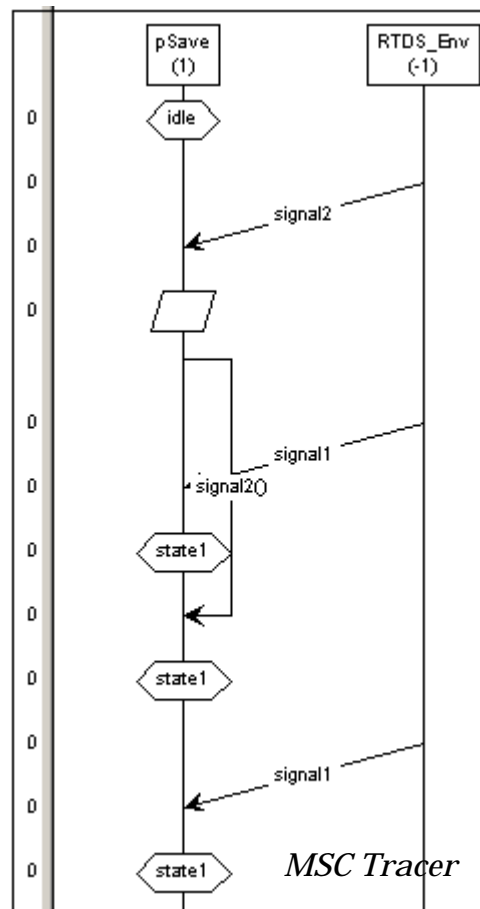 pSave
(1)
RTDS_Env
(-1)
0
idle
0
signal2
0
0
0
signal1
0
signal2()
0
state1
0
0
state1
0
signal1
0
0
state1
MSC Tracer